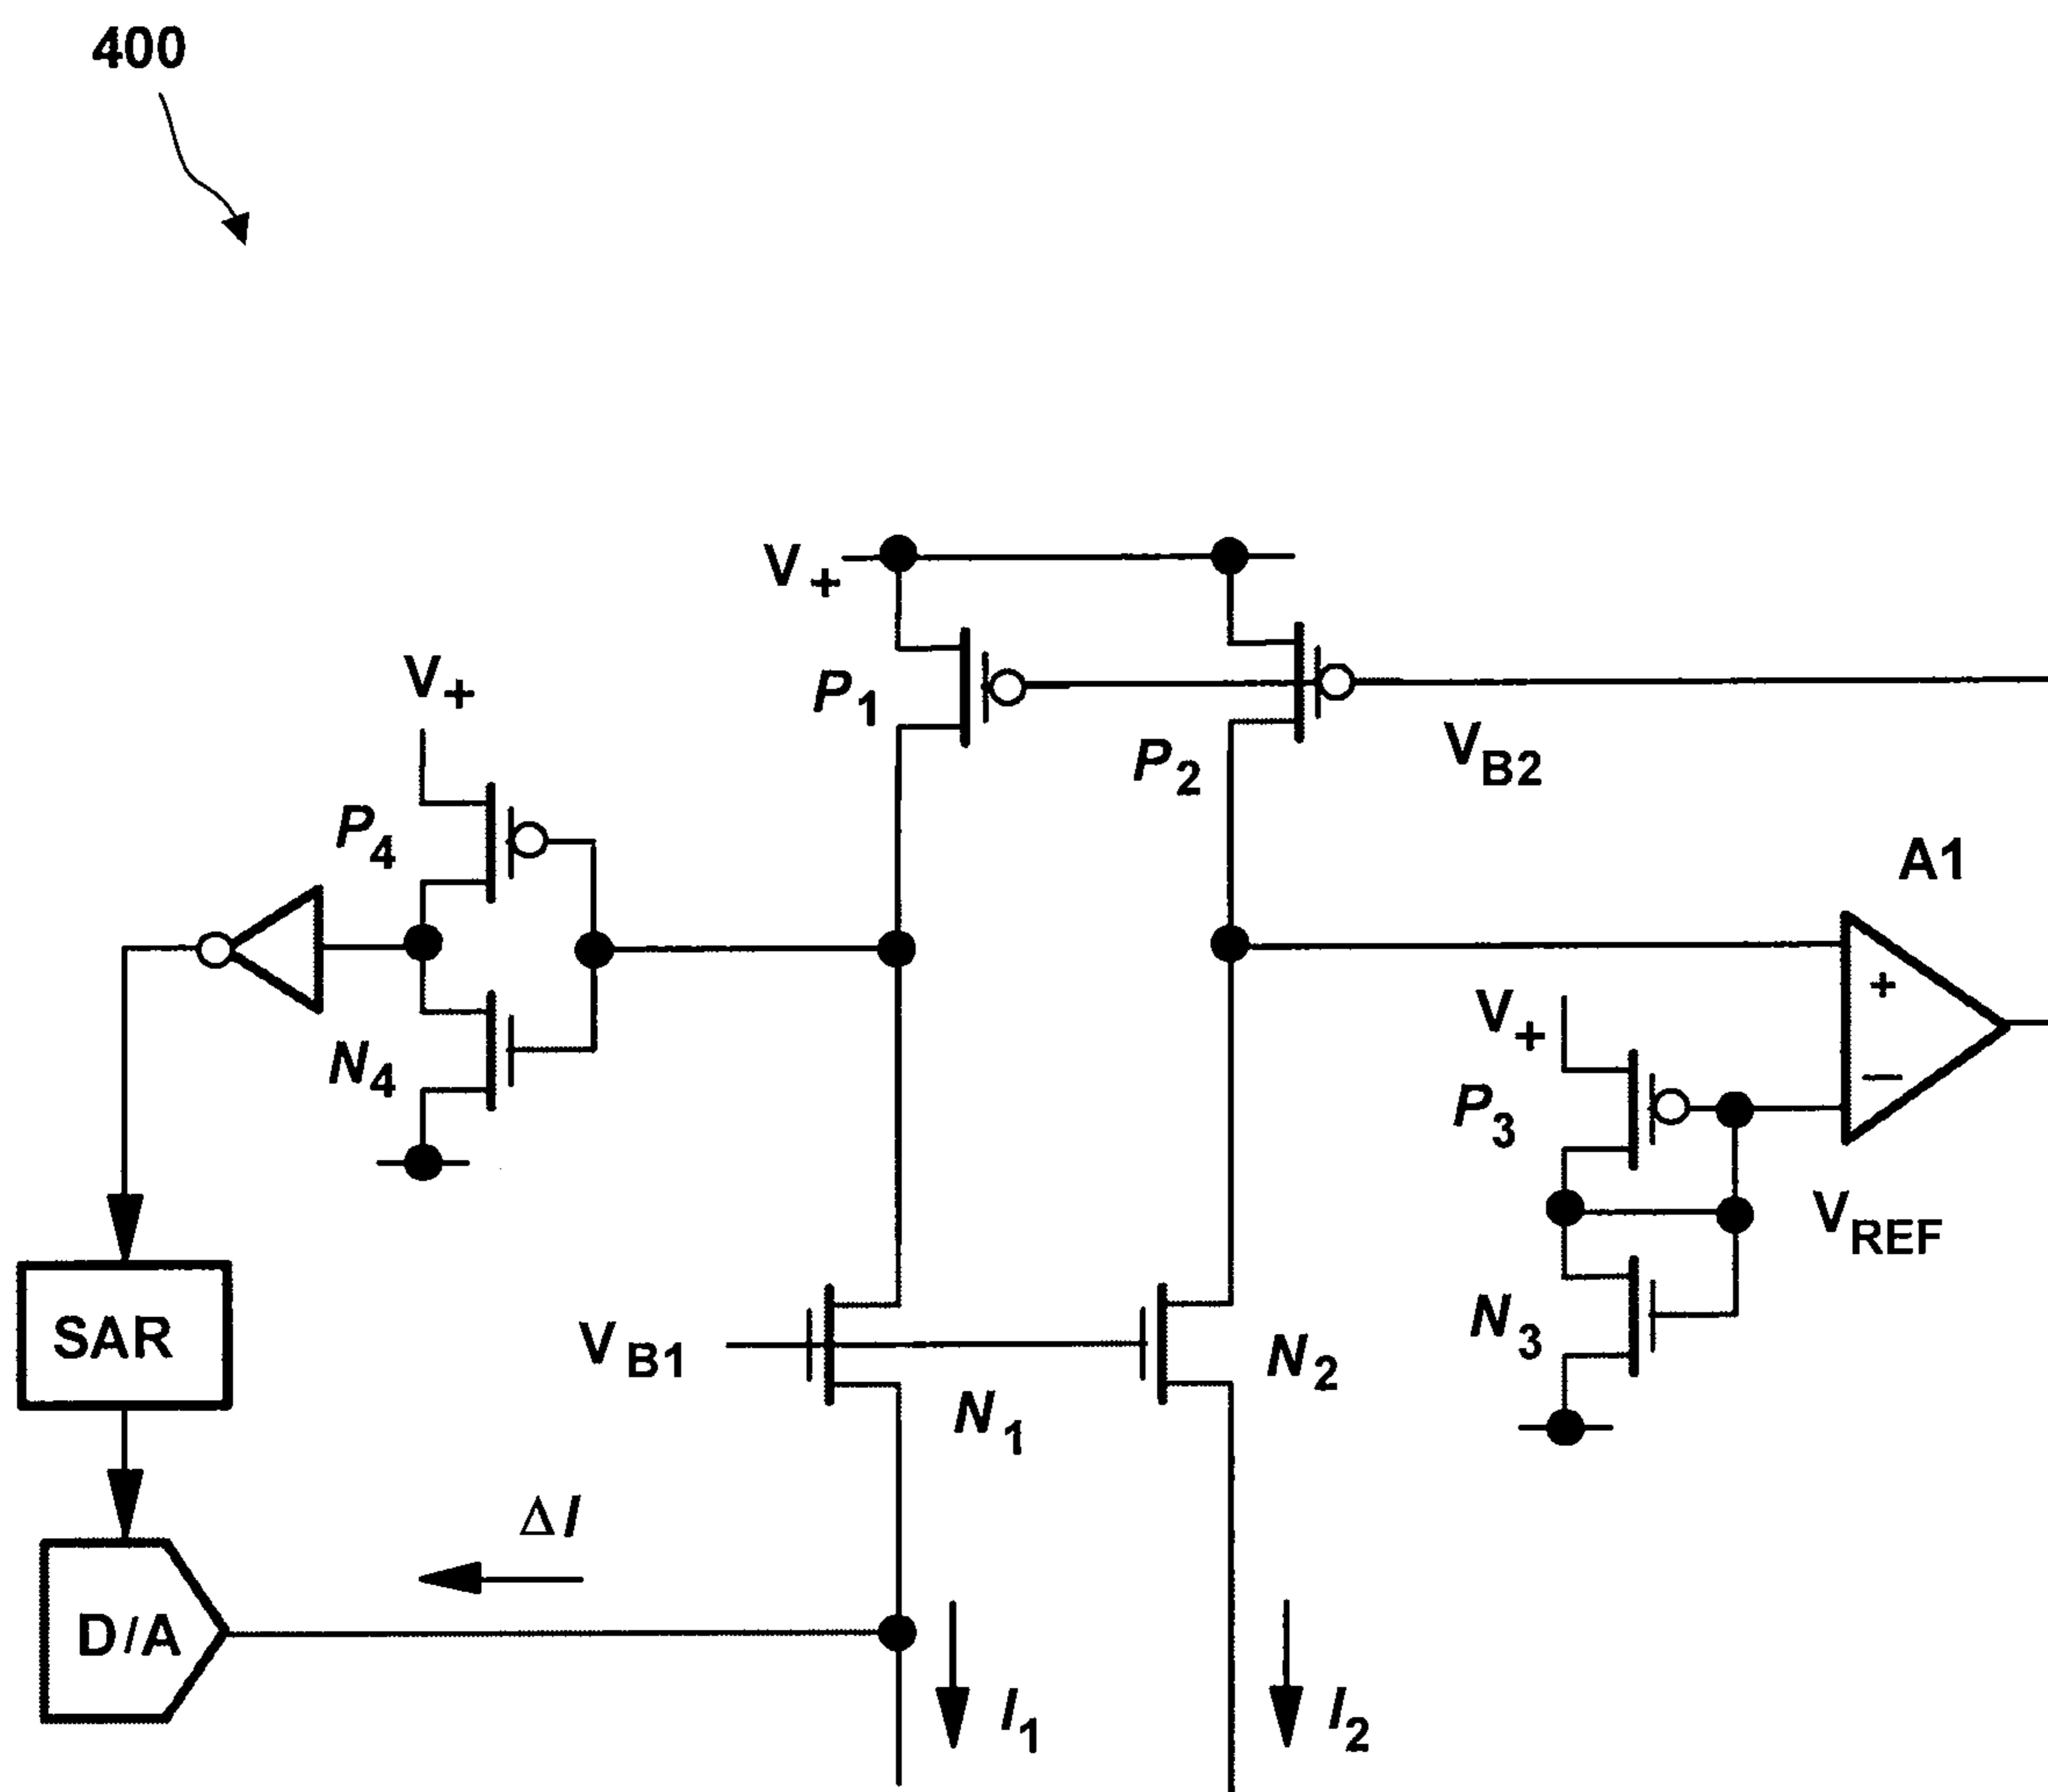 400
V+
P1
P2
VB2
V+
P4
N4
A1
+
−
V+
P3
VREF
N3
SAR
VB1
N1
N2
ΔI
D/A
I1
I2